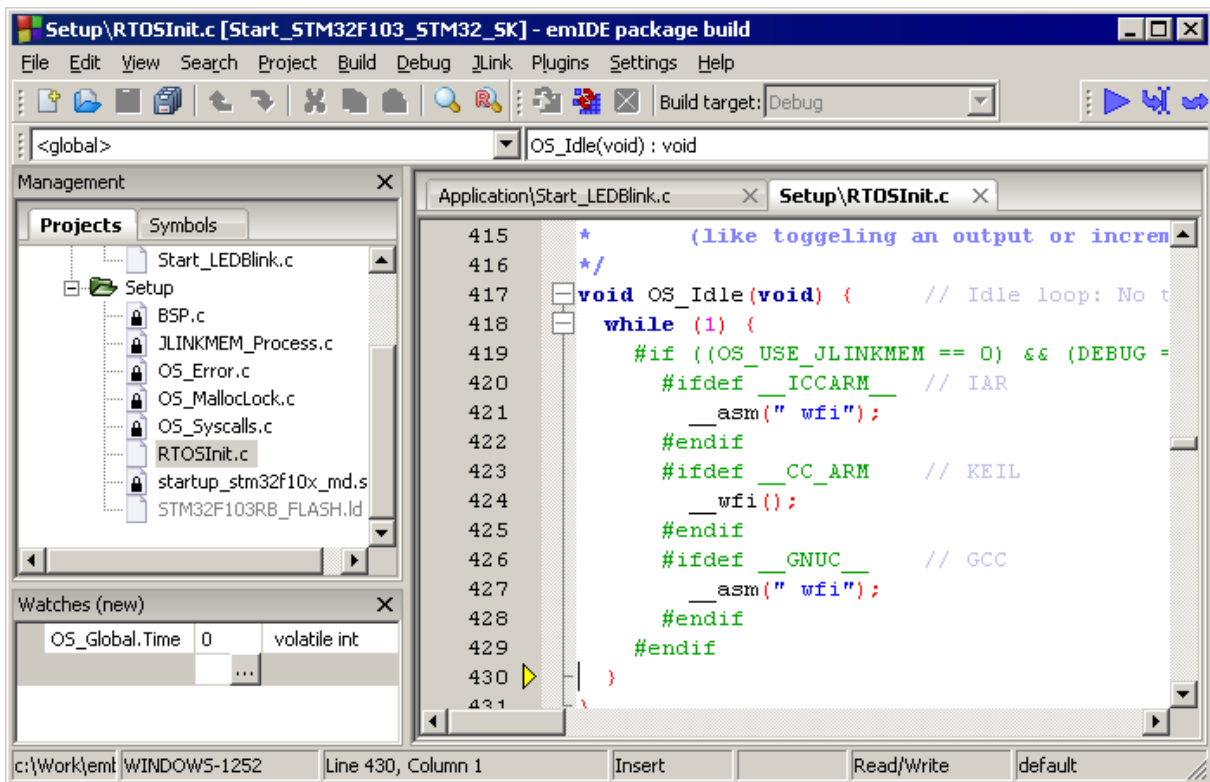 Setup\RTOSInit.c [Start_STM32F103_STM32_SK] - emIDE package build
File Edit View Search Project Build Debug JLink Plugins Settings Help
Build target: Debug
<global> OS_Idle(void) : void
Management
Projects Symbols
Start_LEDBlink.c
Setup
BSP.c
JLINKMEM_Process.c
OS_Error.c
OS_MallocLock.c
OS_Syscalls.c
RTOSInit.c
startup_stm32f10x_md.s
STM32F103RB_FLASH.ld
Watches (new)
OS_Global.Time 0 volatile int
...
Application\Start_LEDBlink.c Setup\RTOSInit.c
415 * (like toggeling an output or increm
416 */
417 void OS_Idle(void) { // Idle loop: No t
418 while (1) {
419 #if ((OS_USE_JLINKMEM == 0) && (DEBUG =
420 #ifdef __ICCARM__ // IAR
421 __asm(" wfi");
422 #endif
423 #ifdef __CC_ARM // KEIL
424 __wfi();
425 #endif
426 #ifdef __GNUC__ // GCC
427 __asm(" wfi");
428 #endif
429 #endif
430 }
431 }
c:\Work\emb WINDOWS-1252 Line 430, Column 1 Insert Read/Write default